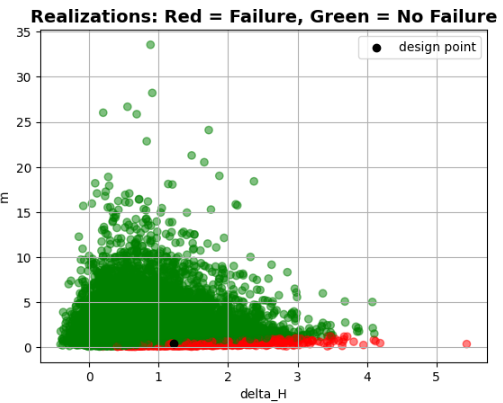 Realizations: Red = Failure, Green = No Failure
design point
35
30
25
20
15
10
5
0
m
0 1 2 3 4 5
delta_H